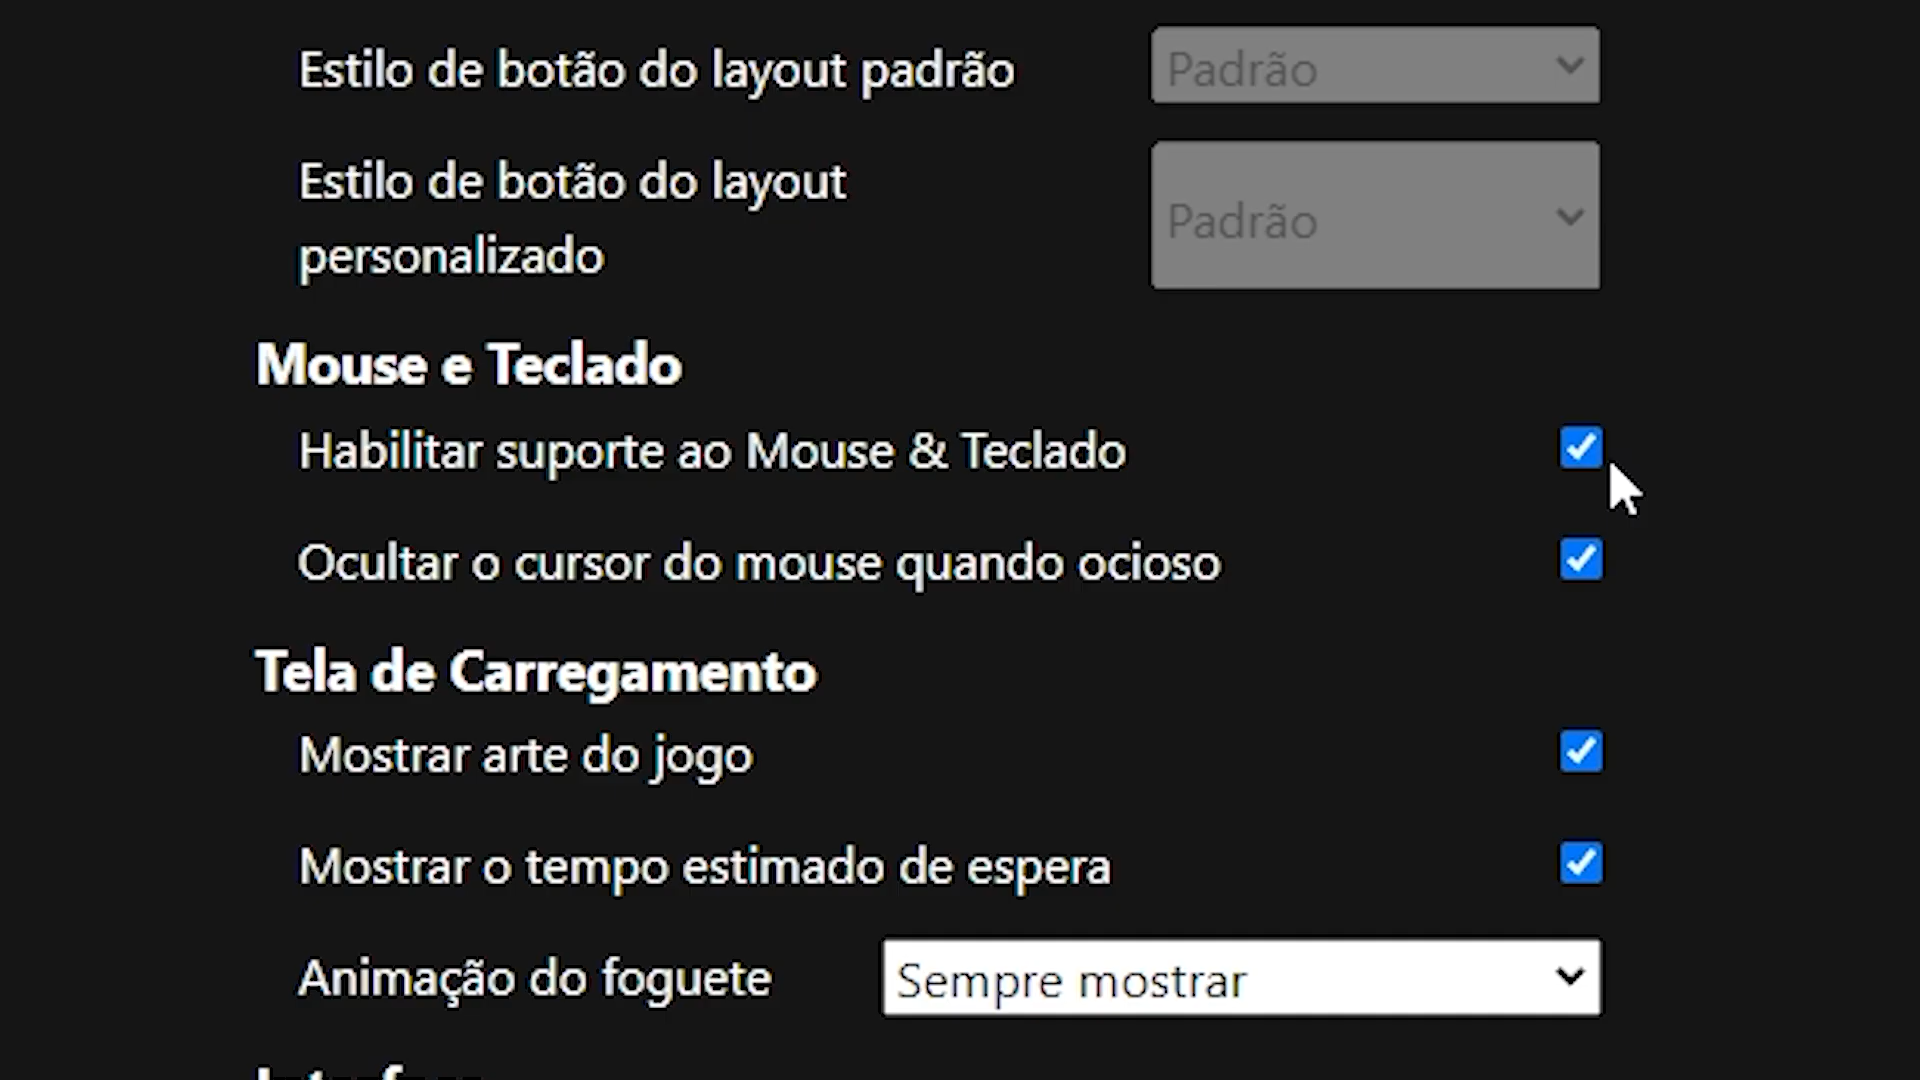 Estilo de botão do layout padrão
Padrão
Estilo de botão do layout
personalizado
Padrão
Mouse e Teclado
Habilitar suporte ao Mouse & Teclado
Ocultar o cursor do mouse quando ocioso
Tela de Carregamento
Mostrar arte do jogo
Mostrar o tempo estimado de espera
Animação do foguete
Sempre mostrar